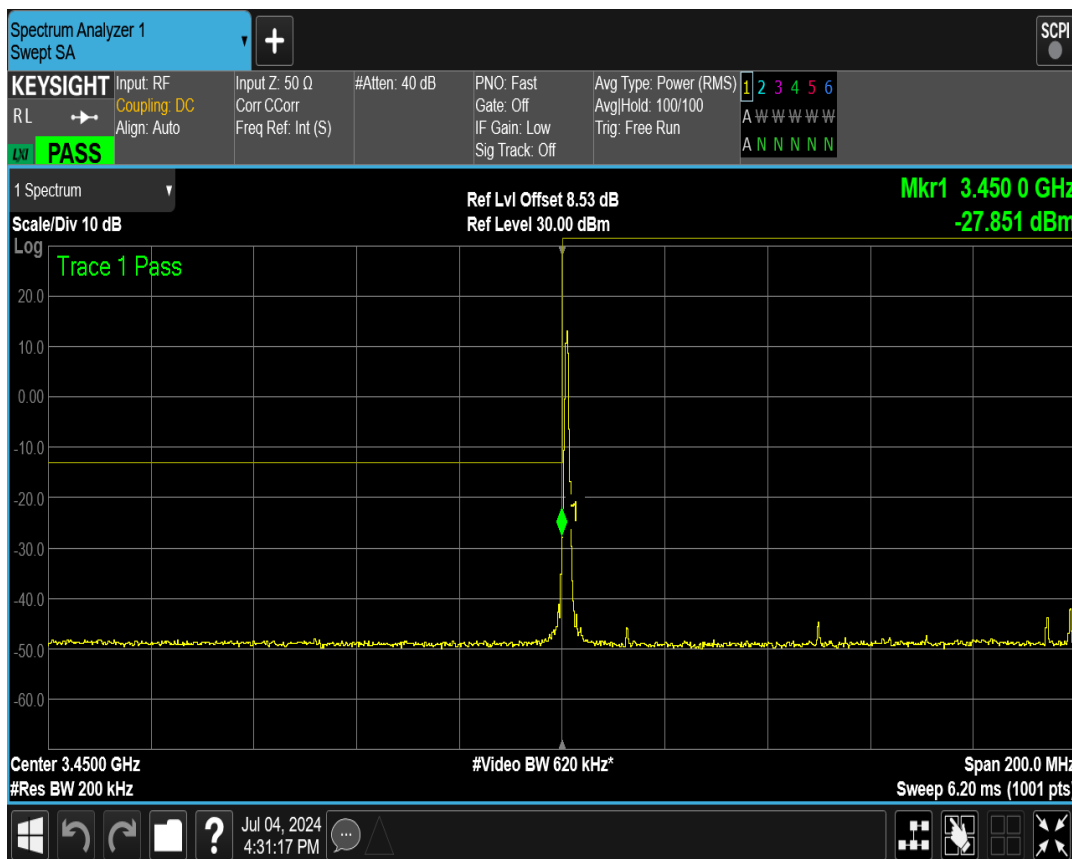 Spectrum Analyzer 1
Swept SA
SCPI
KEYSIGHT
RL
LXI PASS
Input: RF
Coupling: DC
Align: Auto
Input Z: 50 Ω
Corr CCorr
Freq Ref: Int (S)
#Atten: 40 dB
PNO: Fast
Gate: Off
IF Gain: Low
Sig Track: Off
Avg Type: Power (RMS)
Avg|Hold: 100/100
Trig: Free Run
1 2 3 4 5 6
A W W W W W
A N N N N N
1 Spectrum
Scale/Div 10 dB
Ref Lvl Offset 8.53 dB
Ref Level 30.00 dBm
Mkr1 3.450 0 GHz
-27.851 dBm
Log
Trace 1 Pass
20.0
10.0
0.00
-10.0
-20.0
1
-30.0
-40.0
-50.0
-60.0
Center 3.4500 GHz
#Video BW 620 kHz*
Span 200.0 MHz
#Res BW 200 kHz
Sweep 6.20 ms (1001 pts)
?
Jul 04, 2024
4:31:17 PM